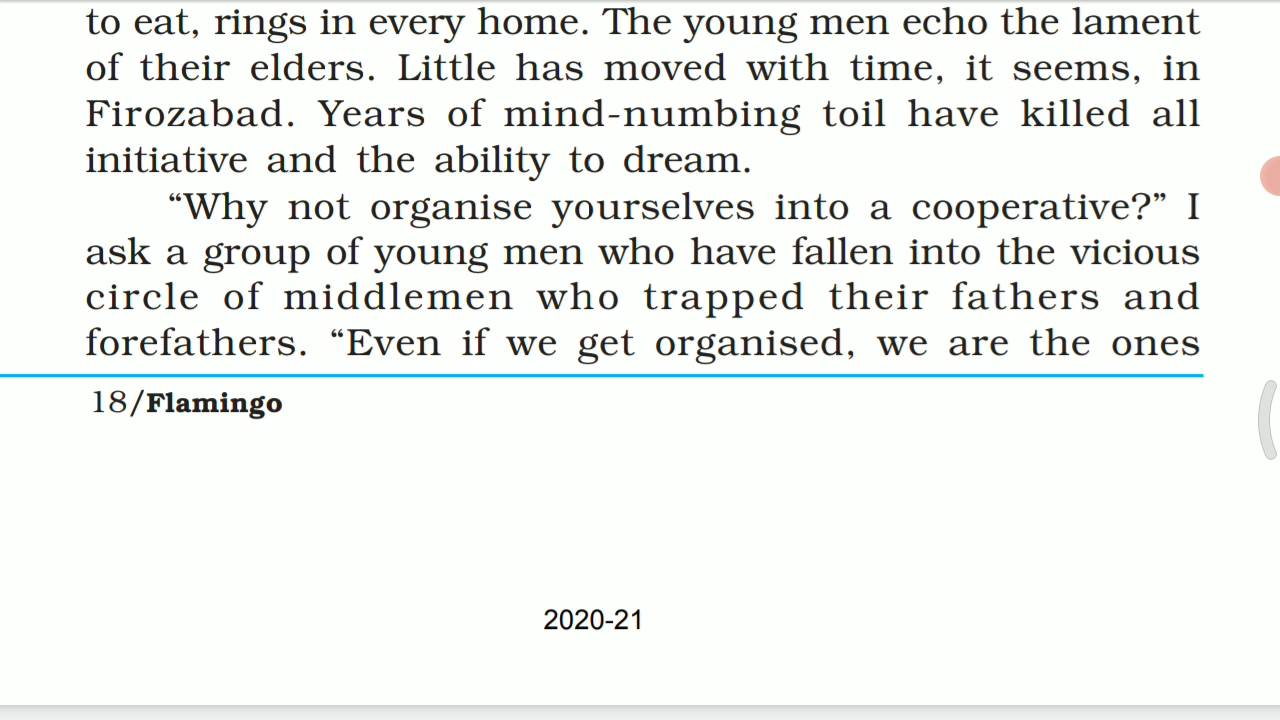 to eat, rings in every home. The young men echo the lament
of their elders. Little has moved with time, it seems, in
Firozabad. Years of mind-numbing toil have killed all
initiative and the ability to dream.
“Why not organise yourselves into a cooperative?” I
ask a group of young men who have fallen into the vicious
circle of middlemen who trapped their fathers and
forefathers. “Even if we get organised, we are the ones
18/Flamingo
2020-21